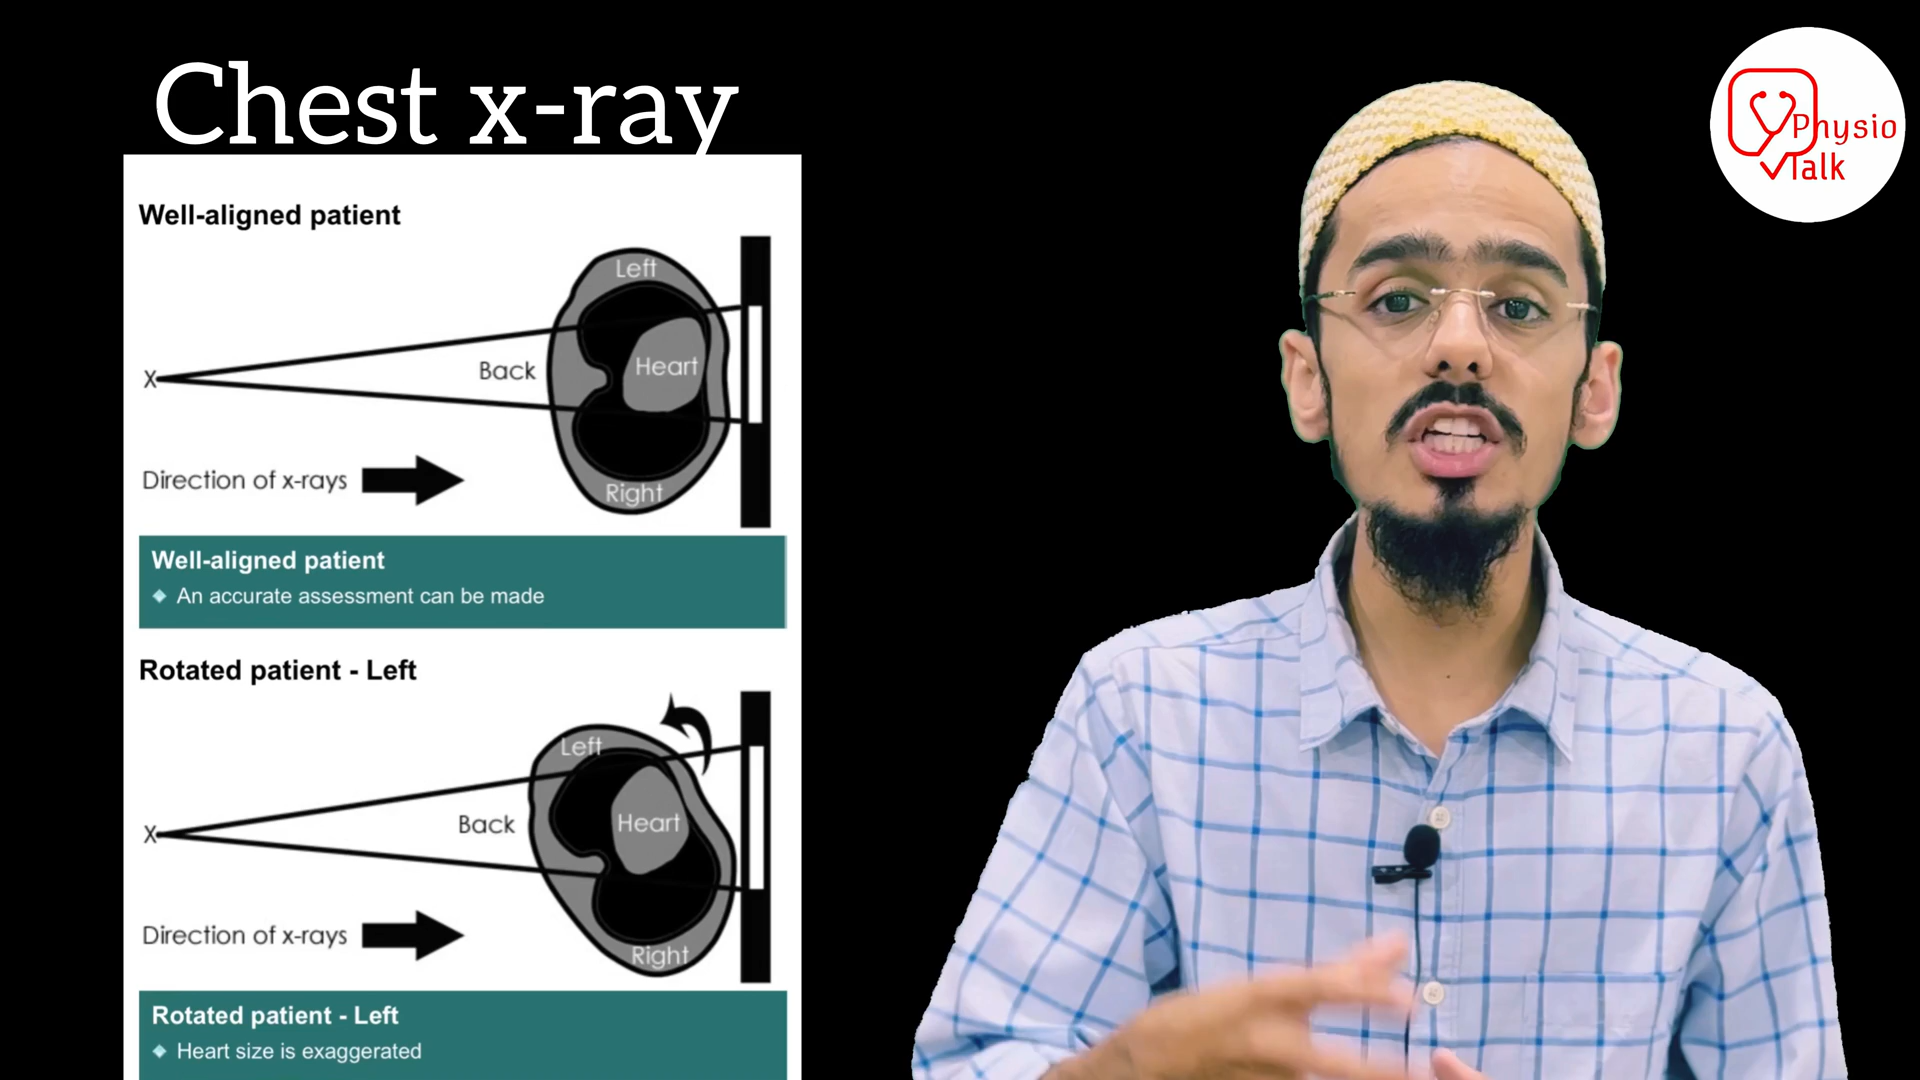 Chest x-ray
Well-aligned patient
Left
Heart
Back
X
Direction of x-rays
Right
Well-aligned patient
❖ An accurate assessment can be made
Rotated patient - Left
Left
Heart
Back
X
Direction of x-rays
Right
Rotated patient - Left
❖ Heart size is exaggerated
Physio
Talk